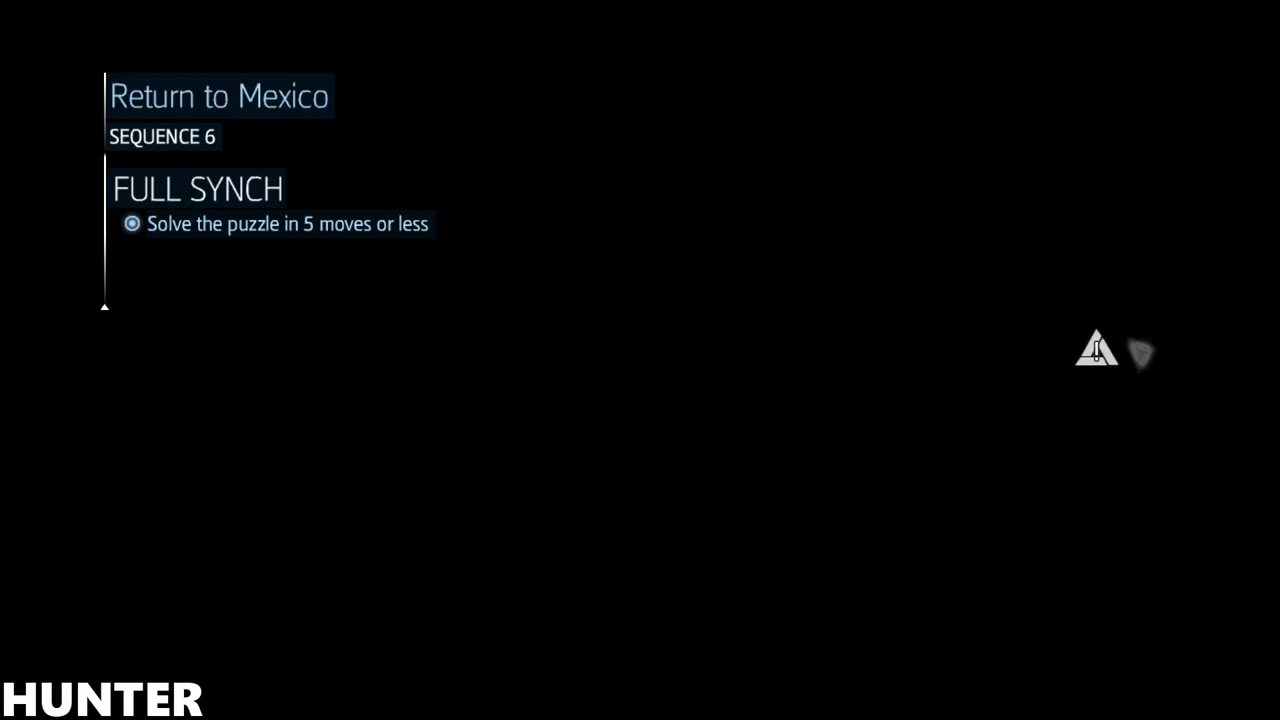 Return to Mexico
SEQUENCE 6
FULL SYNCH
Solve the puzzle in 5 moves or less
HUNTER